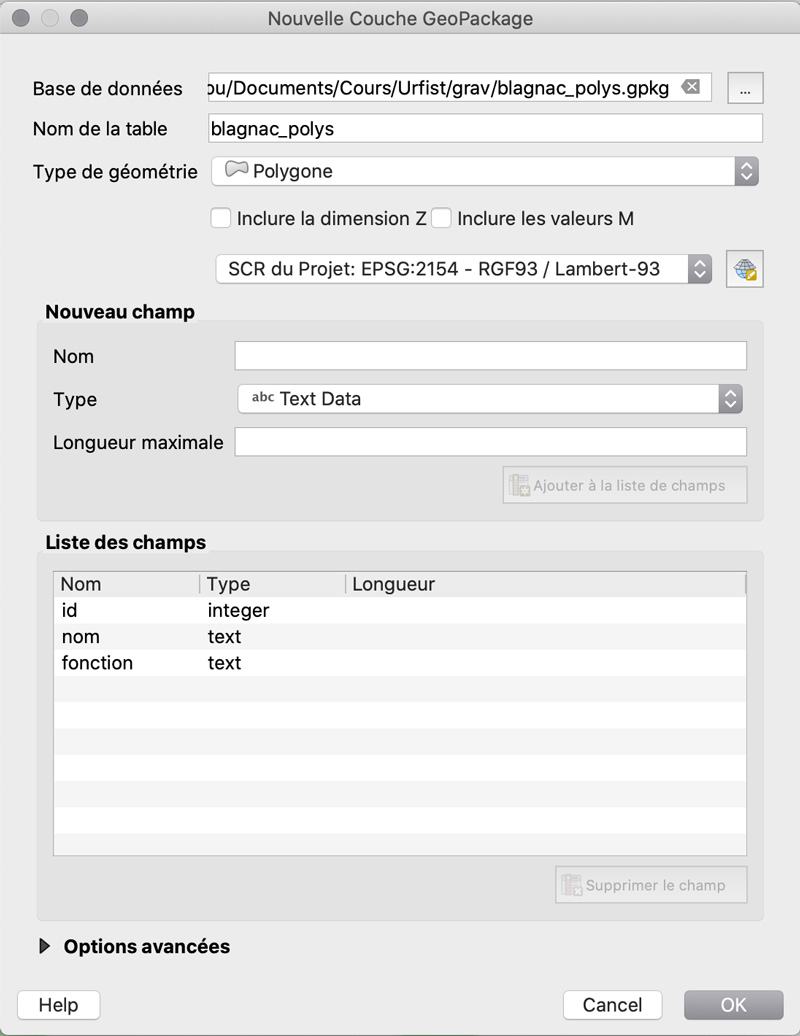 Nouvelle Couche GeoPackage
Base de données
ou/Documents/Cours/Urfist/grav/blagnac_polys.gpkg
...
Nom de la table
blagnac_polys
Type de géométrie
Polygone
Inclure la dimension Z
Inclure les valeurs M
SCR du Projet: EPSG:2154 - RGF93 / Lambert-93
Nouveau champ
Nom
Type
abc Text Data
Longueur maximale
Ajouter à la liste de champs
Liste des champs
Nom Type Longueur
id integer
nom text
fonction text
Supprimer le champ
Options avancées
Help Cancel OK